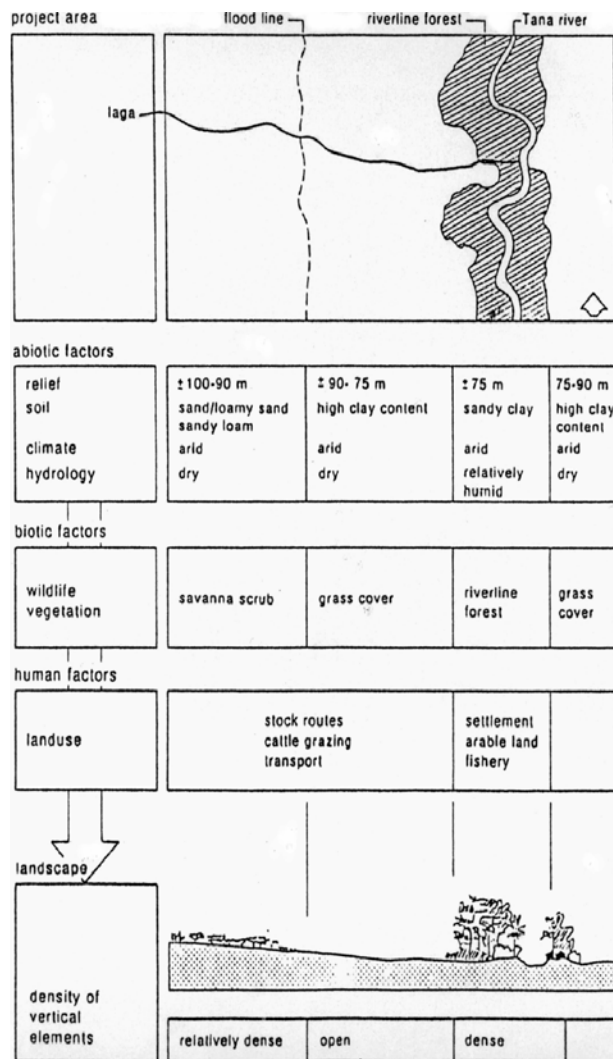 project area flood line riverline forest Tana river
laga
abiotic factors
relief ±100-90 m ±90-75 m ±75 m 75-90 m
soil sand/loamy sand high clay content sandy clay high clay
sandy loam content
climate arid arid arid arid
hydrology dry dry relatively dry
humid
biotic factors
wildlife
vegetation
savanna scrub grass cover
riverline
forest
grass
cover
human factors
landuse
stock routes
cattle grazing
transport
settlement
arable land
fishery
landscape
density of
vertical
elements
relatively dense open dense